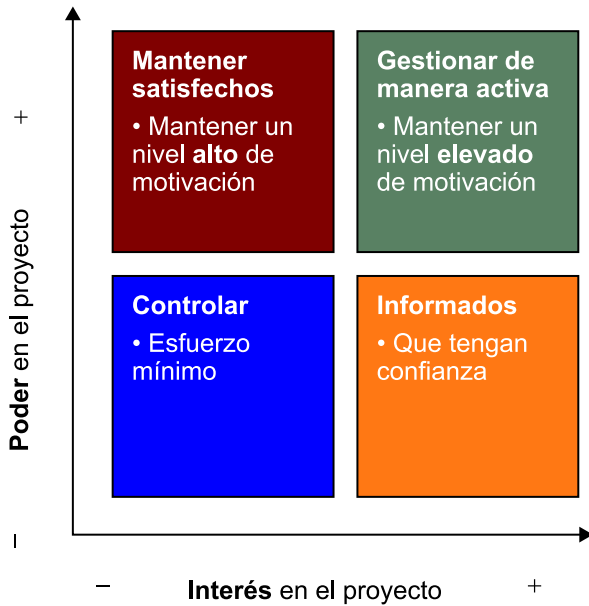 Mantener
satisfechos
• Mantener un
nivel alto de
motivación
Gestionar de
manera activa
• Mantener un
nivel elevado
de motivación
Controlar
• Esfuerzo
mínimo
Informados
• Que tengan
confianza
+
Poder en el proyecto
–
–
Interés en el proyecto
+